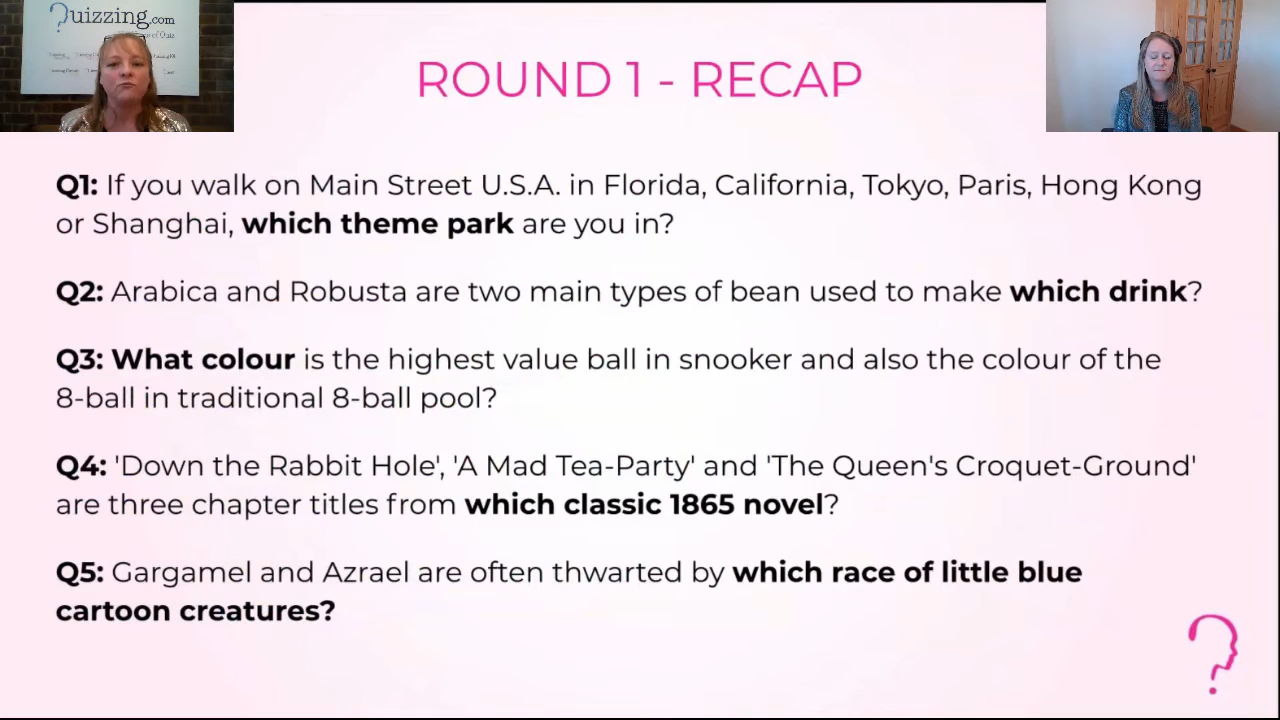 ?uizzing.com
ROUND 1 - RECAP
Q1: If you walk on Main Street U.S.A. in Florida, California, Tokyo, Paris, Hong Kong
or Shanghai, which theme park are you in?
Q2: Arabica and Robusta are two main types of bean used to make which drink?
Q3: What colour is the highest value ball in snooker and also the colour of the
8-ball in traditional 8-ball pool?
Q4: 'Down the Rabbit Hole', 'A Mad Tea-Party' and 'The Queen's Croquet-Ground'
are three chapter titles from which classic 1865 novel?
Q5: Gargamel and Azrael are often thwarted by which race of little blue
cartoon creatures?
?